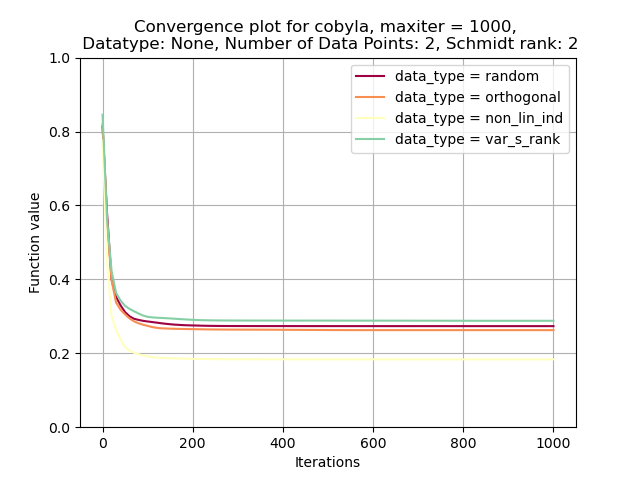 Convergence plot for cobyla, maxiter = 1000,
Datatype: None, Number of Data Points: 2, Schmidt rank: 2
1.0
data_type = random
data_type = orthogonal
data_type = non_lin_ind
data_type = var_s_rank
0.8
0.6
0.4
0.2
0.0
Function value
0 200 400 600 800 1000
Iterations